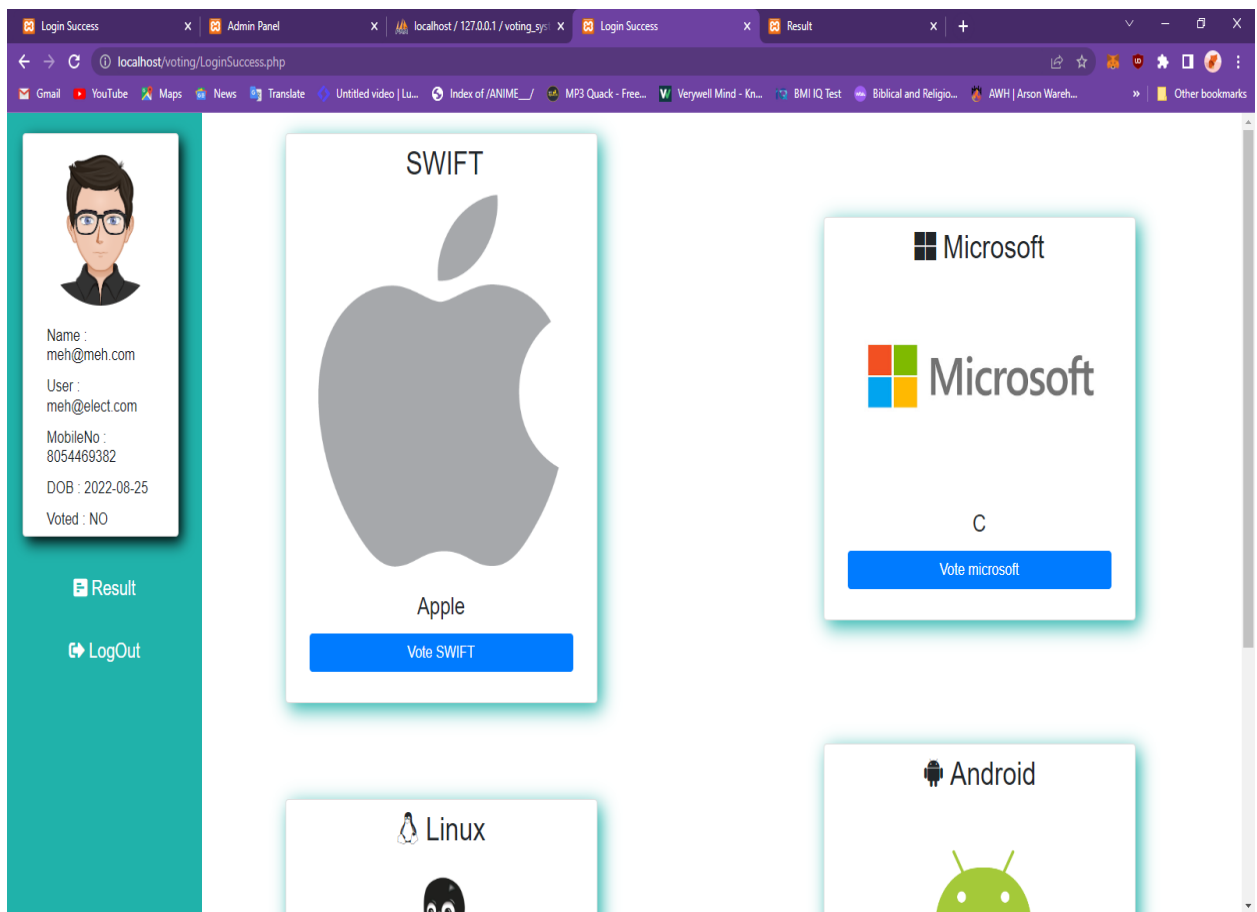 Login Success
Admin Panel
localhost / 127.0.0.1 / voting_sys
Login Success
Result
localhost/voting/LoginSuccess.php
Gmail
YouTube
Maps
News
Translate
Untitled video | Lu...
Index of /ANIME__/
MP3 Quack - Free...
Verywell Mind - Kn...
BMI IQ Test
Biblical and Religio...
AWH | Arson Wareh...
»
Other bookmarks
Name :
meh@meh.com
User :
meh@elect.com
MobileNo :
8054469382
DOB : 2022-08-25
Voted : NO
Result
LogOut
SWIFT
Apple
Vote SWIFT
Microsoft
Microsoft
C
Vote microsoft
Linux
Android